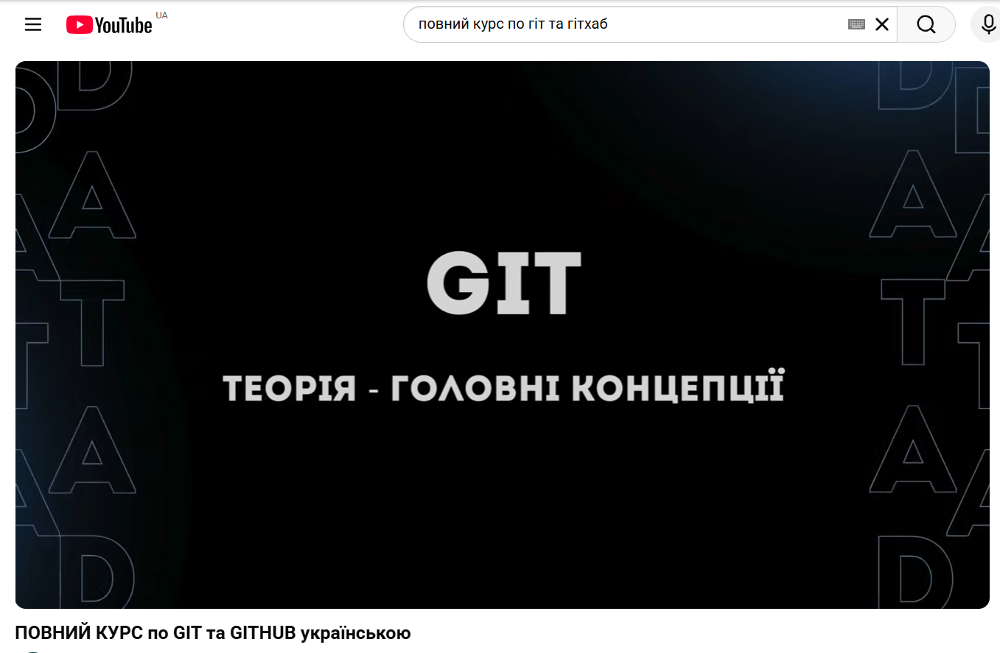 YouTube UA
повний курс по гіт та гітхаб
D D D D
A A
A A
T T
T T
A A
A A
D D
GIT
ТЕОРІЯ - ГОЛОВНІ КОНЦЕПЦІЇ
ПОВНИЙ КУРС по GIT та GITHUB українською